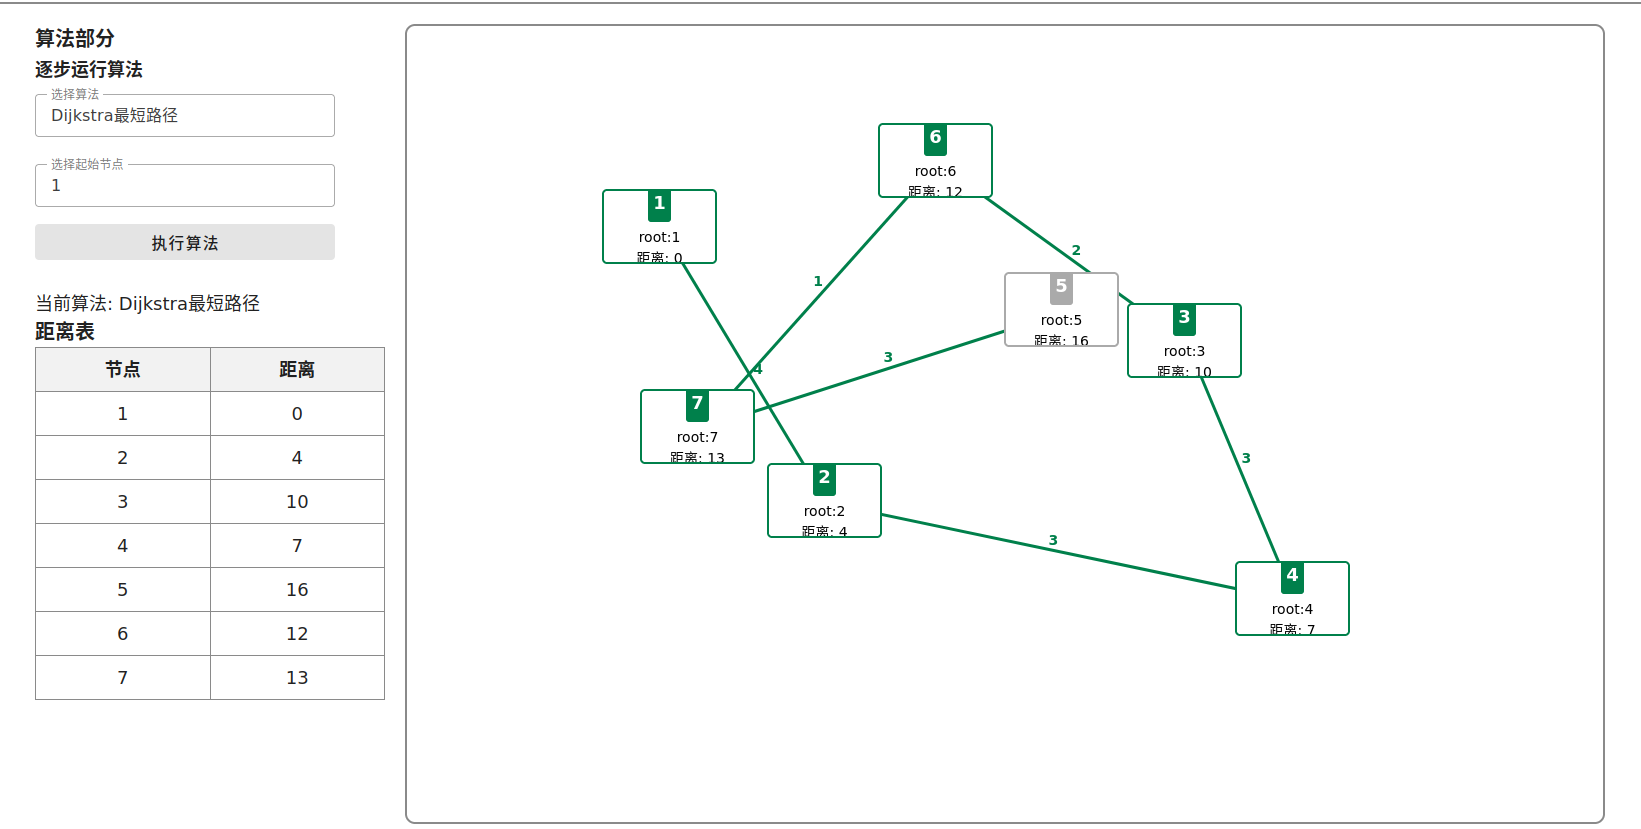 算法部分
逐步运行算法
选择算法
Dijkstra最短路径
选择起始节点
1
执行算法
当前算法: Dijkstra最短路径
距离表
节点 距离
1 0
2 4
3 10
4 7
5 16
6 12
7 13
6
root:6
距离: 12
1
root:1
距离: 0
2
1
5
root:5
距离: 16
3
root:3
距离: 10
3
4
7
root:7
距离: 13
3
2
root:2
距离: 4
3
4
root:4
距离: 7